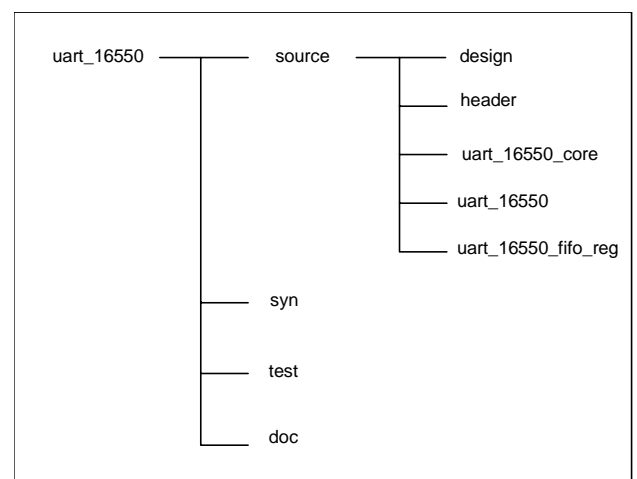 uart_16550 source design
header
uart_16550_core
uart_16550
uart_16550_fifo_reg
syn
test
doc